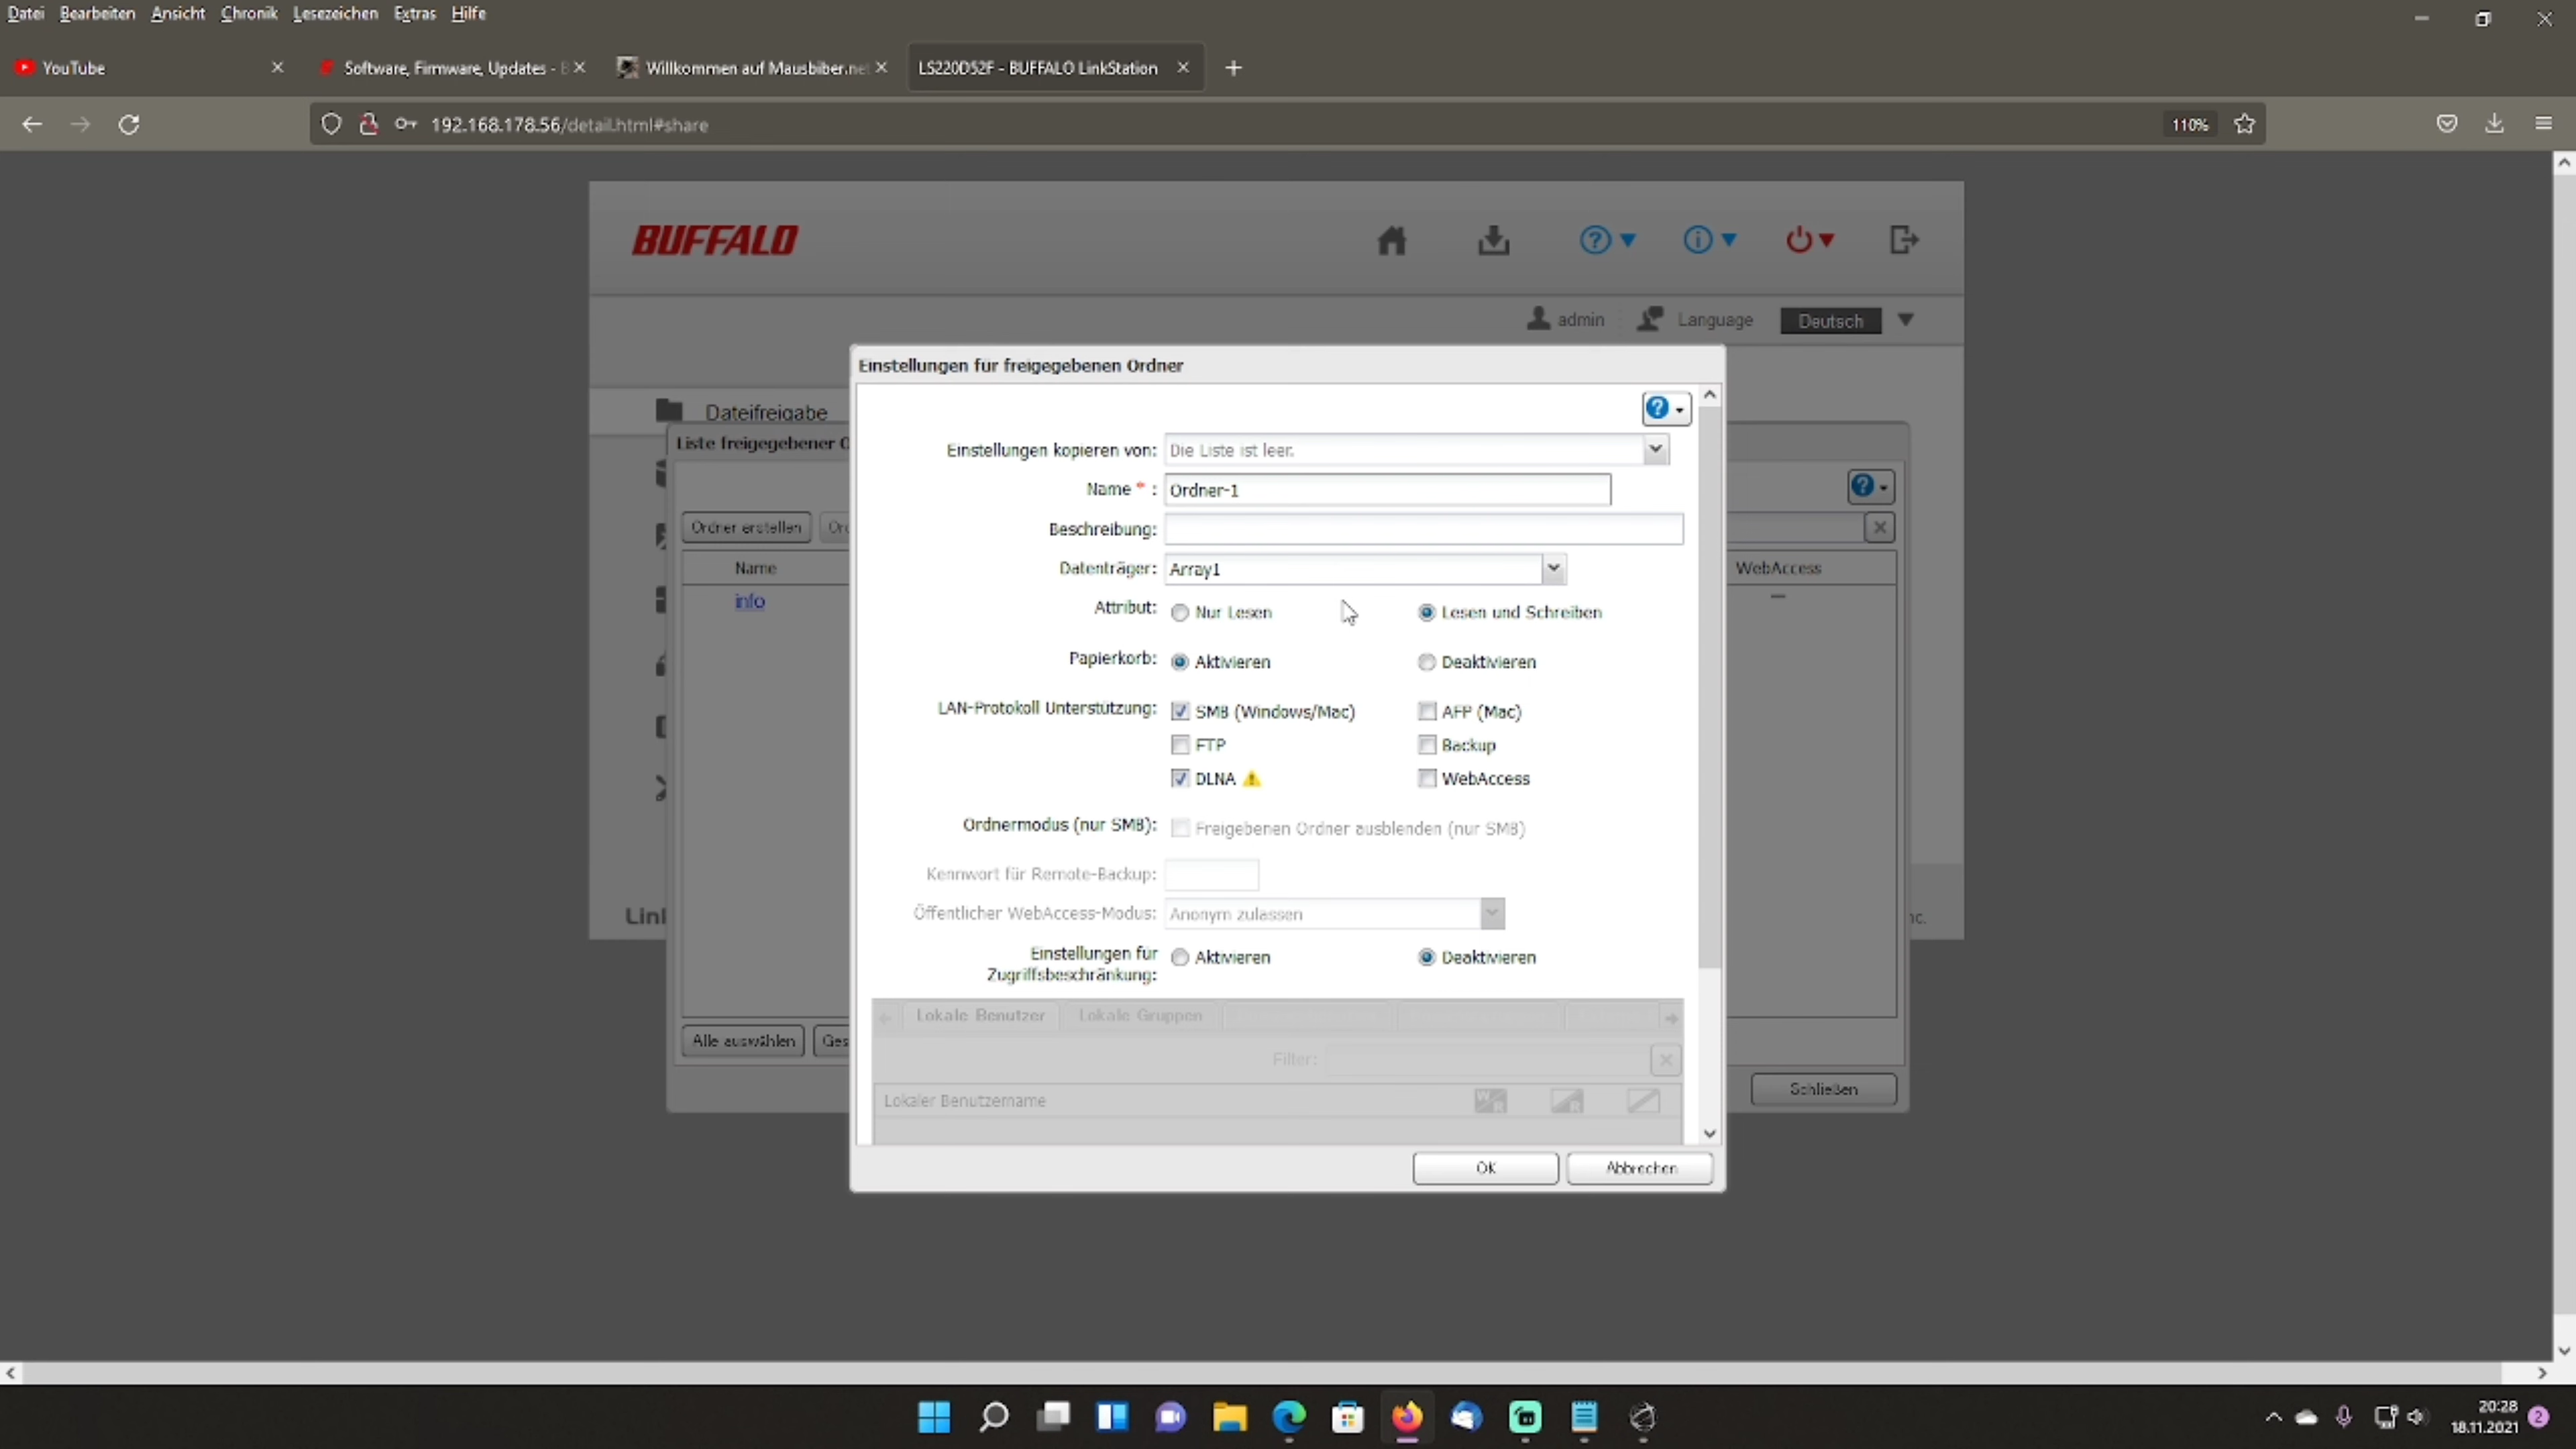 Datei Bearbeiten Ansicht Chronik Lesezeichen Extras Hilfe
YouTube
Software, Firmware, Updates -
Willkommen auf Mausbiber.net
LS220D52F - BUFFALO LinkStation
192.168.178.56/detail.html#share
110%
BUFFALO
admin
Language
Deutsch
Einstellungen für freigegebenen Ordner
Dateifreigabe
Liste freigegebener
Einstellungen kopieren von: Die Liste ist leer.
Name * : Ordner-1
Ordner erstellen
Beschreibung:
Name
Datenträger: Array1
WebAccess
info
Attribut: Nur Lesen Lesen und Schreiben
Papierkorb: Aktivieren Deaktivieren
LAN-Protokoll Unterstützung: SMB (Windows/Mac) AFP (Mac)
FTP Backup
DLNA WebAccess
Ordnermodus (nur SMB): Freigebenen Ordner ausblenden (nur SMB)
Kennwort für Remote-Backup:
Öffentlicher WebAccess-Modus: Anonym zulassen
Einstellungen für
Zugriffsbeschränkung: Aktivieren Deaktivieren
Lokale Benutzer Lokale Gruppen
Alle auswählen
Filter:
Schließen
Lokaler Benutzername
W R
R
OK Abbrechen
20:28
18.11.2021
2